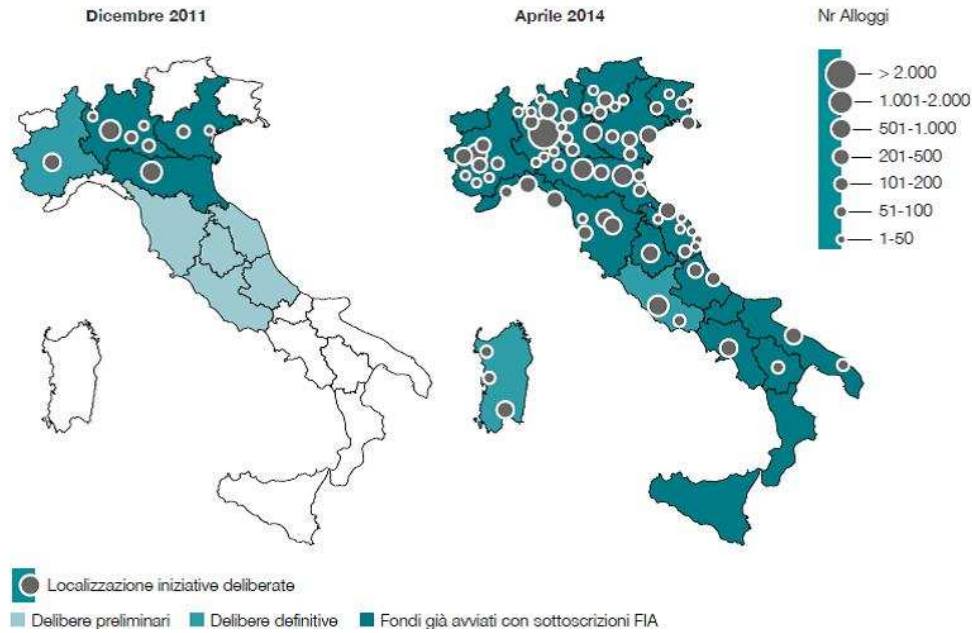 Dicembre 2011
Aprile 2014
Nr Alloggi
> 2.000
1.001-2.000
501-1.000
201-500
101-200
51-100
1-50
Localizzazione iniziative deliberate
Delibere preliminari
Delibere definitive
Fondi già avviati con sottoscrizioni FIA